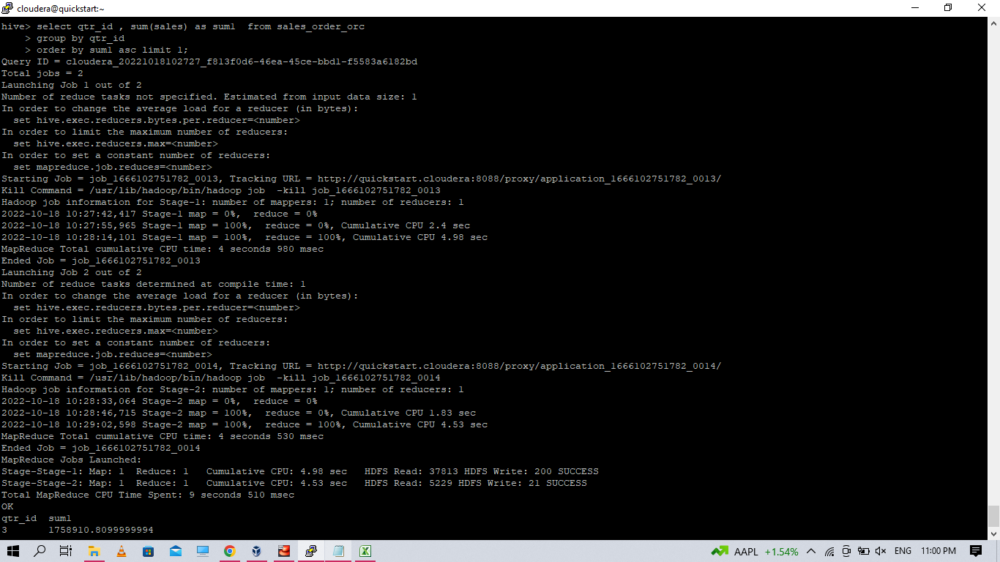 cloudera@quickstart:~
hive> select qtr_id , sum(sales) as sum1  from sales_order_orc
    > group by qtr_id
    > order by sum1 asc limit 1;
Query ID = cloudera_20221018102727_f813f0d6-46ea-45ce-bbd1-f5583a6182bd
Total jobs = 2
Launching Job 1 out of 2
Number of reduce tasks not specified. Estimated from input data size: 1
In order to change the average load for a reducer (in bytes):
  set hive.exec.reducers.bytes.per.reducer=<number>
In order to limit the maximum number of reducers:
  set hive.exec.reducers.max=<number>
In order to set a constant number of reducers:
  set mapreduce.job.reduces=<number>
Starting Job = job_1666102751782_0013, Tracking URL = http://quickstart.cloudera:8088/proxy/application_1666102751782_0013/
Kill Command = /usr/lib/hadoop/bin/hadoop job  -kill job_1666102751782_0013
Hadoop job information for Stage-1: number of mappers: 1; number of reducers: 1
2022-10-18 10:27:42,417 Stage-1 map = 0%,  reduce = 0%
2022-10-18 10:27:55,965 Stage-1 map = 100%,  reduce = 0%, Cumulative CPU 2.4 sec
2022-10-18 10:28:14,101 Stage-1 map = 100%,  reduce = 100%, Cumulative CPU 4.98 sec
MapReduce Total cumulative CPU time: 4 seconds 980 msec
Ended Job = job_1666102751782_0013
Launching Job 2 out of 2
Number of reduce tasks determined at compile time: 1
In order to change the average load for a reducer (in bytes):
  set hive.exec.reducers.bytes.per.reducer=<number>
In order to limit the maximum number of reducers:
  set hive.exec.reducers.max=<number>
In order to set a constant number of reducers:
  set mapreduce.job.reduces=<number>
Starting Job = job_1666102751782_0014, Tracking URL = http://quickstart.cloudera:8088/proxy/application_1666102751782_0014/
Kill Command = /usr/lib/hadoop/bin/hadoop job  -kill job_1666102751782_0014
Hadoop job information for Stage-2: number of mappers: 1; number of reducers: 1
2022-10-18 10:28:33,064 Stage-2 map = 0%,  reduce = 0%
2022-10-18 10:28:46,715 Stage-2 map = 100%,  reduce = 0%, Cumulative CPU 1.83 sec
2022-10-18 10:29:02,598 Stage-2 map = 100%,  reduce = 100%, Cumulative CPU 4.53 sec
MapReduce Total cumulative CPU time: 4 seconds 530 msec
Ended Job = job_1666102751782_0014
MapReduce Jobs Launched:
Stage-Stage-1: Map: 1  Reduce: 1   Cumulative CPU: 4.98 sec   HDFS Read: 37813 HDFS Write: 200 SUCCESS
Stage-Stage-2: Map: 1  Reduce: 1   Cumulative CPU: 4.53 sec   HDFS Read: 5229 HDFS Write: 21 SUCCESS
Total MapReduce CPU Time Spent: 9 seconds 510 msec
OK
qtr_id  sum1
3       1758910.8099999994
AAPL +1.54% ENG 11:00 PM